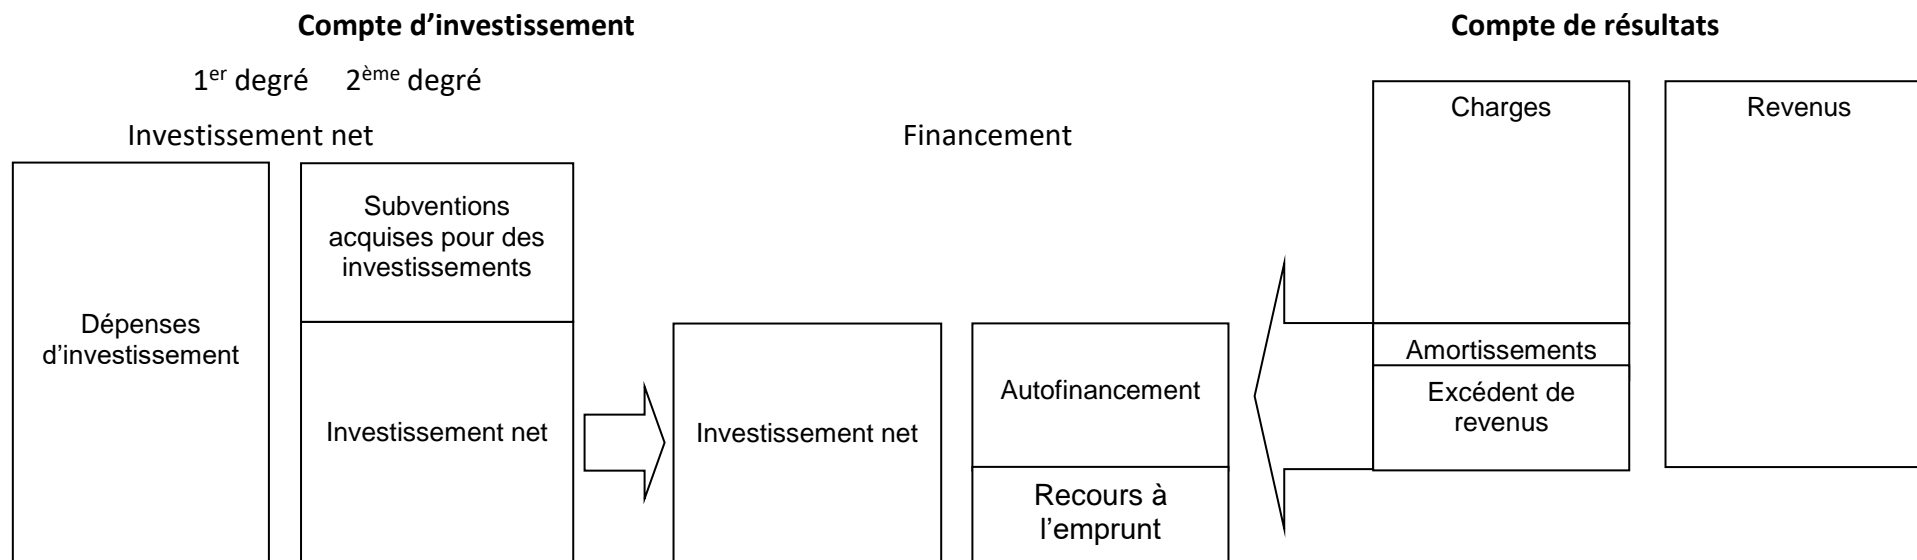 Compte d’investissement
Compte de résultats
1er degré 2ème degré
Investissement net
Financement
Charges
Revenus
Subventions
acquises pour des
investissements
Dépenses
d’investissement
Investissement net
Investissement net
Autofinancement
Recours à
l’emprunt
Amortissements
Excédent de
revenus